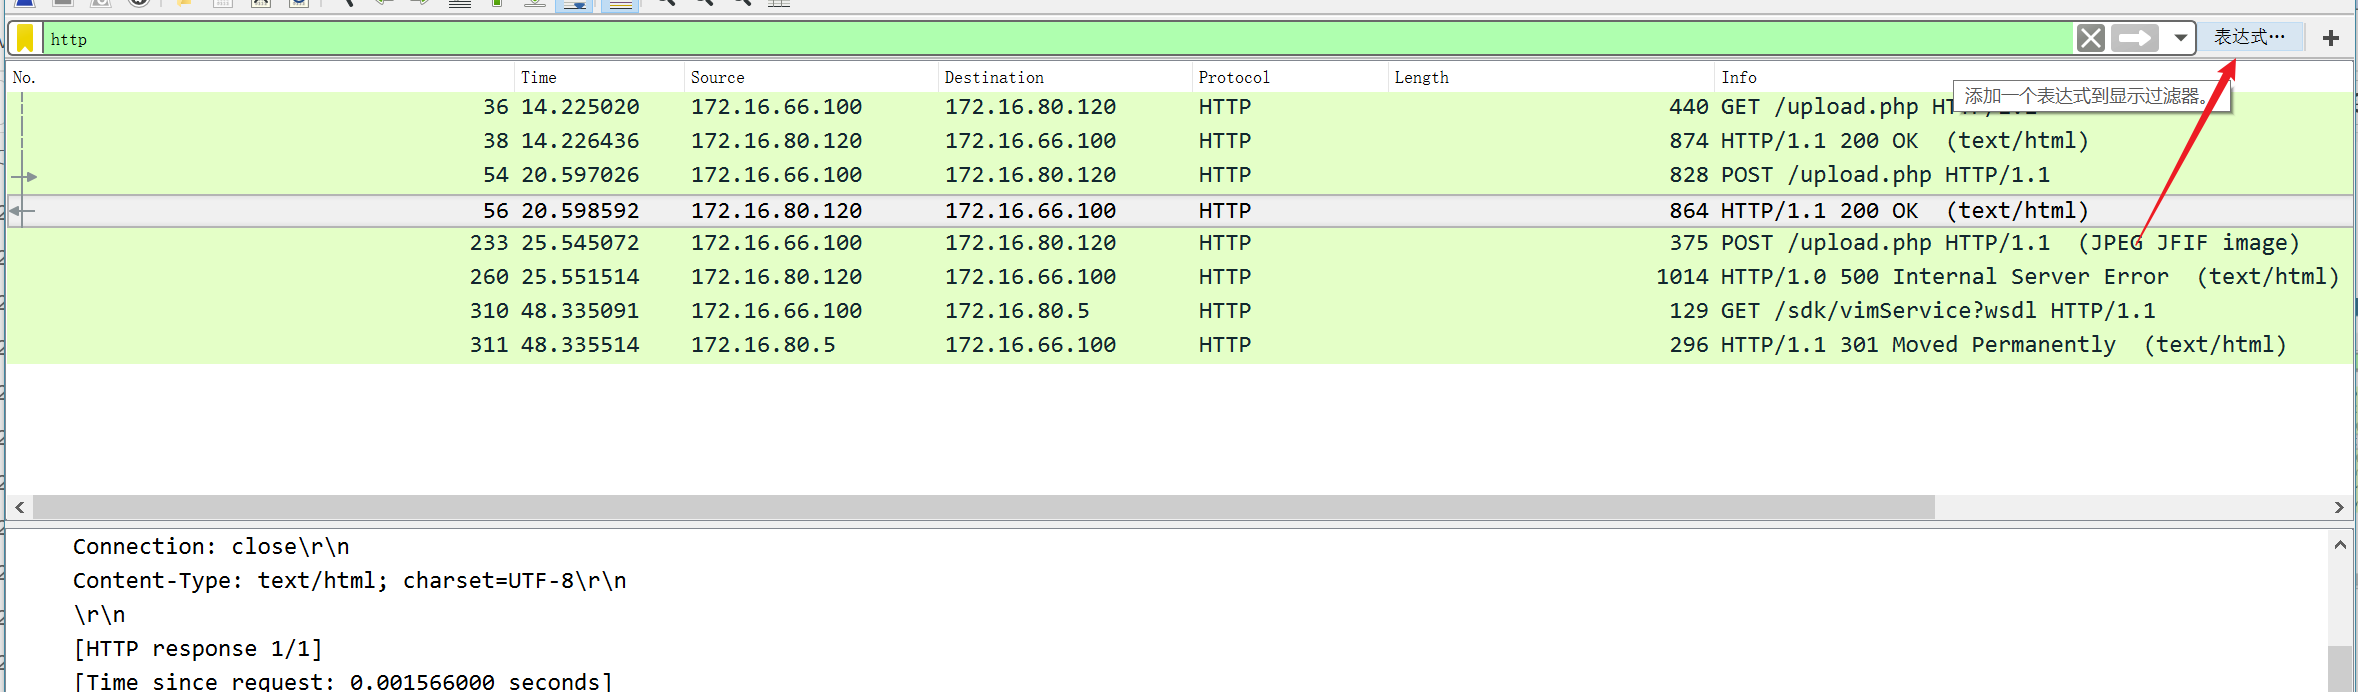 http 表达式…
No. Time Source Destination Protocol Length Info
添加一个表达式到显示过滤器。
36 14.225020 172.16.66.100 172.16.80.120 HTTP 440 GET /upload.php
38 14.226436 172.16.80.120 172.16.66.100 HTTP 874 HTTP/1.1 200 OK (text/html)
54 20.597026 172.16.66.100 172.16.80.120 HTTP 828 POST /upload.php HTTP/1.1
56 20.598592 172.16.80.120 172.16.66.100 HTTP 864 HTTP/1.1 200 OK (text/html)
233 25.545072 172.16.66.100 172.16.80.120 HTTP 375 POST /upload.php HTTP/1.1 (JPEG JFIF image)
260 25.551514 172.16.80.120 172.16.66.100 HTTP 1014 HTTP/1.0 500 Internal Server Error (text/html)
310 48.335091 172.16.66.100 172.16.80.5 HTTP 129 GET /sdk/vimService?wsdl HTTP/1.1
311 48.335514 172.16.80.5 172.16.66.100 HTTP 296 HTTP/1.1 301 Moved Permanently (text/html)
Connection: close\r\n
Content-Type: text/html; charset=UTF-8\r\n
\r\n
[HTTP response 1/1]
[Time since request: 0.001566000 seconds]